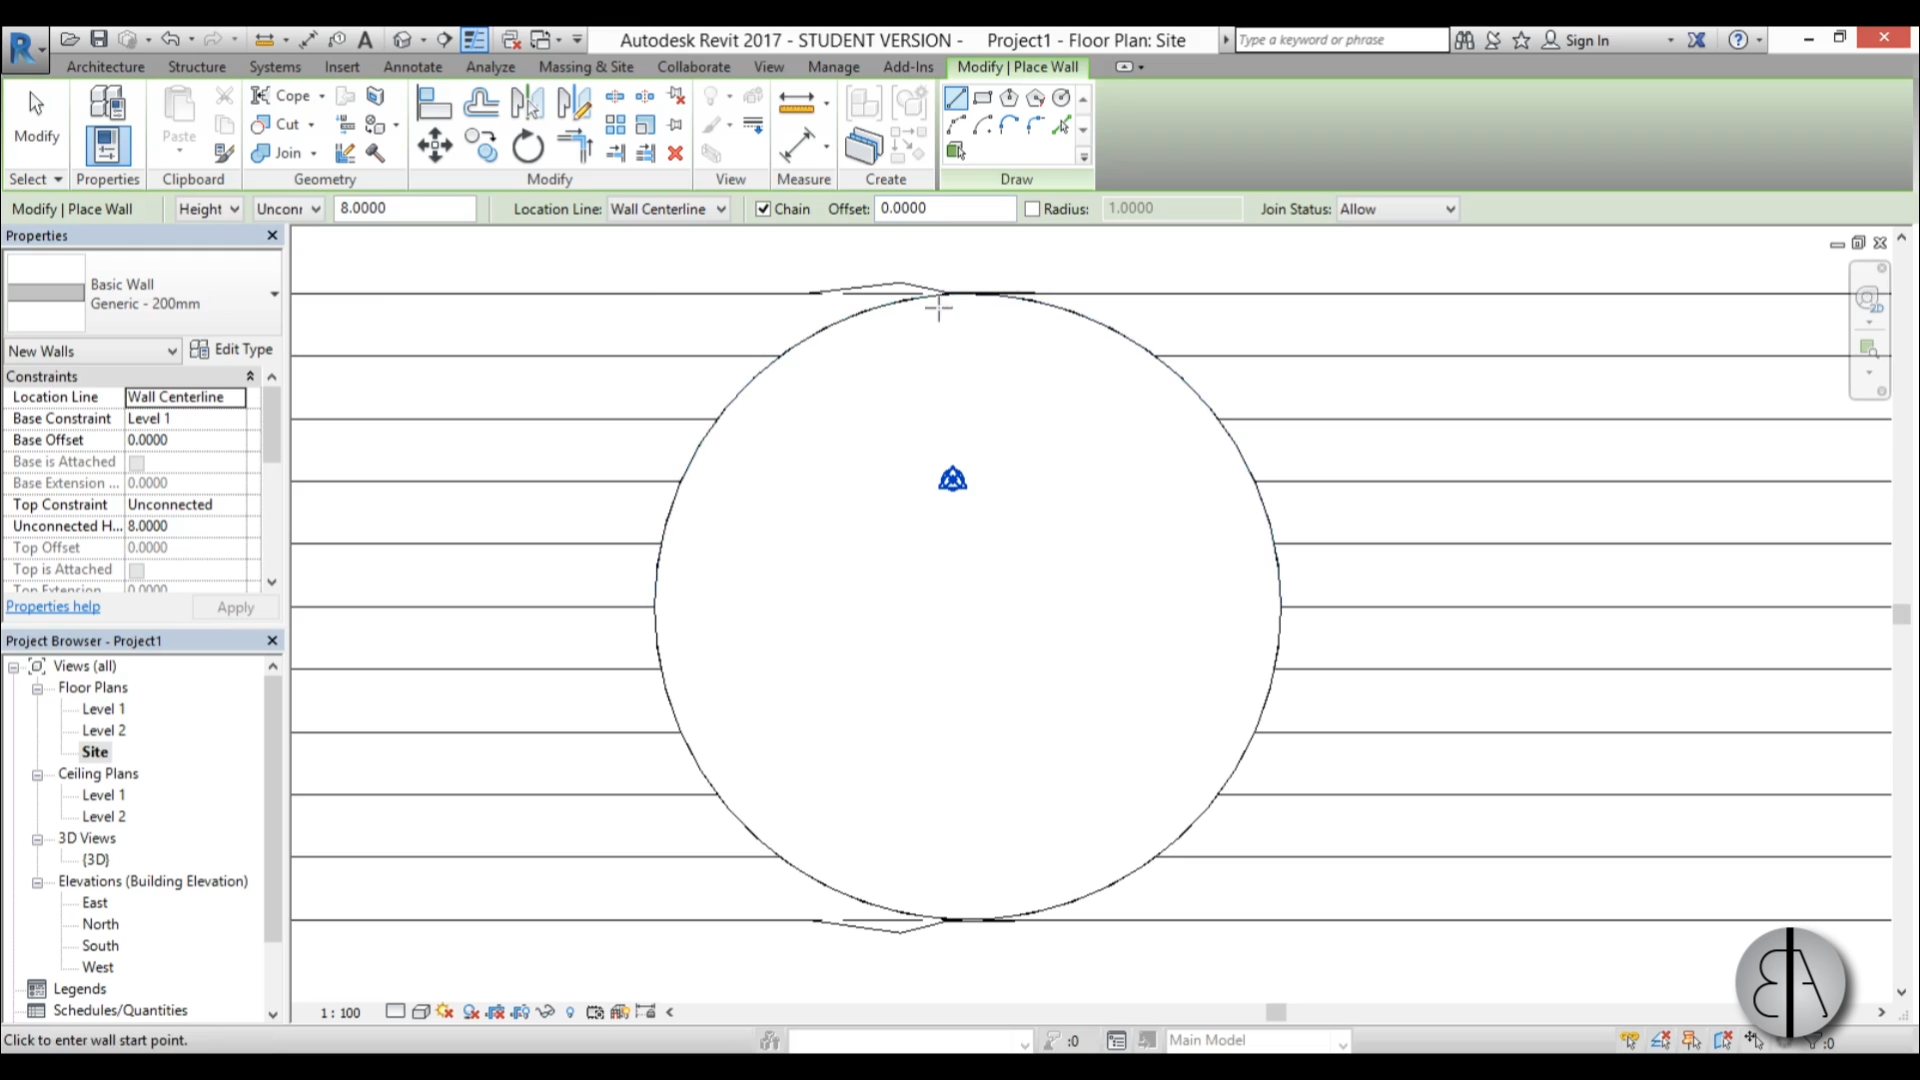 Autodesk Revit 2017 - STUDENT VERSION - Project1 - Floor Plan: Site
Type a keyword or phrase
Sign In
Architecture Structure Systems Insert Annotate Analyze Massing & Site Collaborate View Manage Add-Ins Modify | Place Wall
Modify
Paste
Cope
Cut
Join
Select Properties Clipboard Geometry Modify View Measure Create Draw
Modify | Place Wall Height Unconr 8.0000 Location Line: Wall Centerline Chain Offset: 0.0000 Radius: 1.0000 Join Status: Allow
Properties
Basic Wall
Generic - 200mm
New Walls Edit Type
Constraints
Location Line Wall Centerline
Base Constraint Level 1
Base Offset 0.0000
Base is Attached
Base Extension ... 0.0000
Top Constraint Unconnected
Unconnected H... 8.0000
Top Offset 0.0000
Top is Attached
Top Extension 0.0000
Properties help Apply
Project Browser - Project1
Views (all)
Floor Plans
Level 1
Level 2
Site
Ceiling Plans
Level 1
Level 2
3D Views
{3D}
Elevations (Building Elevation)
East
North
South
West
Legends
Schedules/Quantities
2D
1 : 100
Click to enter wall start point.
:0
Main Model
:0